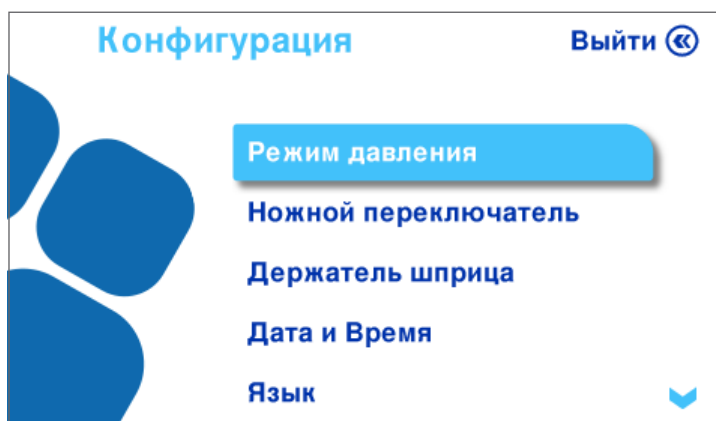 Конфигурация
Выйти
Режим давления
Ножной переключатель
Держатель шприца
Дата и Время
Язык